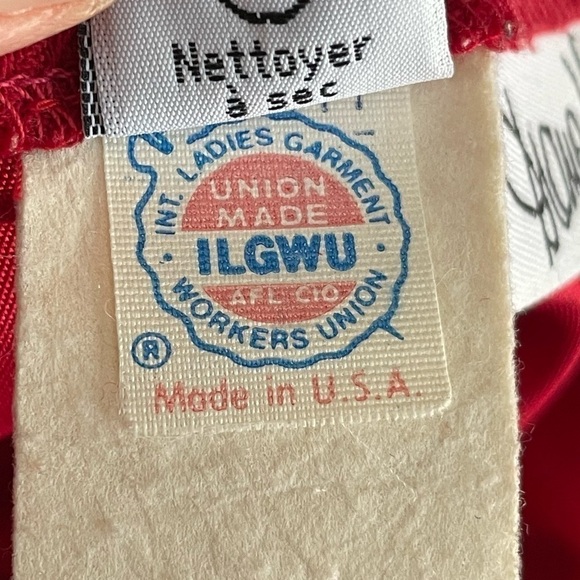 Nettoyer
à sec
INT. LADIES GARMENT
UNION
MADE
ILGWU
AFL CIO
WORKERS UNION
®
Made in U.S.A.